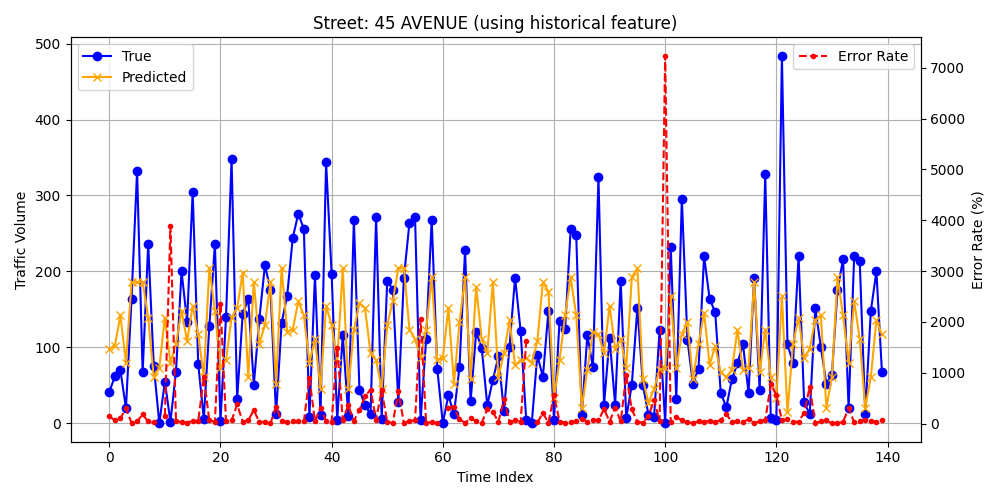 Street: 45 AVENUE (using historical feature)
True
Predicted
Error Rate
Traffic Volume
500
400
300
200
100
0
Error Rate (%)
7000
6000
5000
4000
3000
2000
1000
0
0 20 40 60 80 100 120 140
Time Index